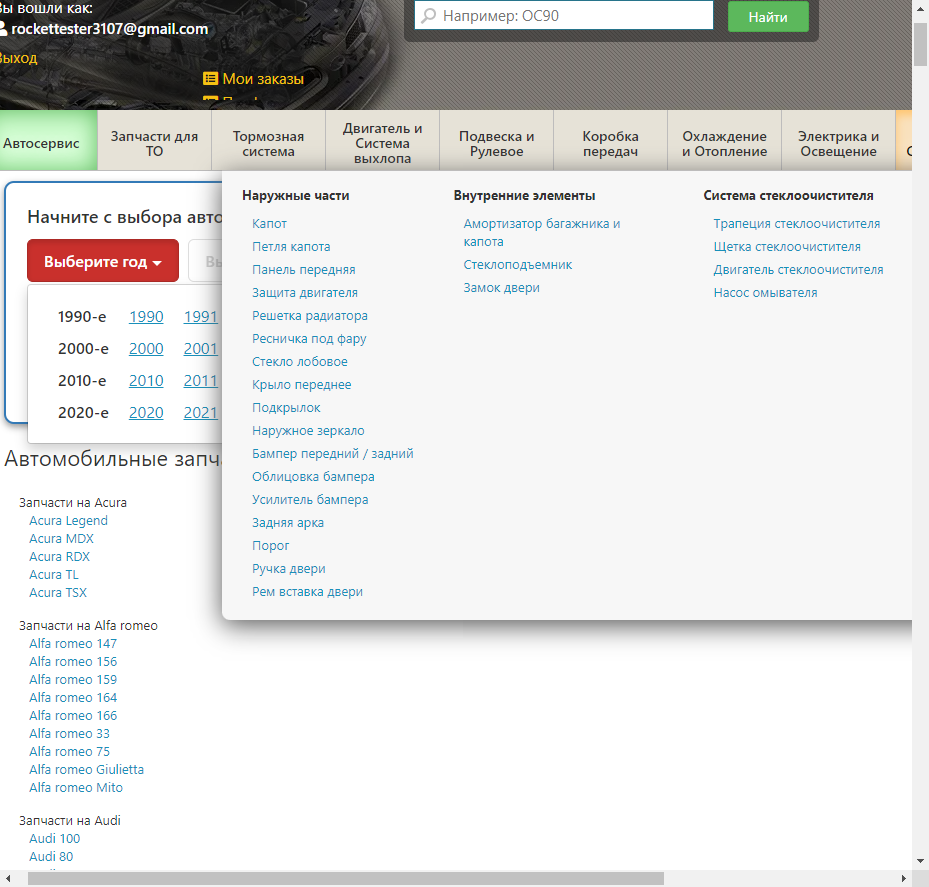 Вы вошли как:
rockettester3107@gmail.com
Выход
Мои заказы
Например: OC90
Найти
Автосервис
Запчасти для
ТО
Тормозная
система
Двигатель и
Система
выхлопа
Подвеска и
Рулевое
Коробка
передач
Охлаждение
и Отопление
Электрика и
Освещение
Начните с выбора авто
Выберите год
Вы
1990-е 1990 1991
2000-е 2000 2001
2010-е 2010 2011
2020-е 2020 2021
Наружные части
Капот
Петля капота
Панель передняя
Защита двигателя
Решетка радиатора
Ресничка под фару
Стекло лобовое
Крыло переднее
Подкрылок
Наружное зеркало
Бампер передний / задний
Облицовка бампера
Усилитель бампера
Задняя арка
Порог
Ручка двери
Рем вставка двери
Внутренние элементы
Амортизатор багажника и
капота
Стеклоподъемник
Замок двери
Система стеклоочистителя
Трапеция стеклоочистителя
Щетка стеклоочистителя
Двигатель стеклоочистителя
Насос омывателя
Автомобильные запч
Запчасти на Acura
Acura Legend
Acura MDX
Acura RDX
Acura TL
Acura TSX
Запчасти на Alfa romeo
Alfa romeo 147
Alfa romeo 156
Alfa romeo 159
Alfa romeo 164
Alfa romeo 166
Alfa romeo 33
Alfa romeo 75
Alfa romeo Giulietta
Alfa romeo Mito
Запчасти на Audi
Audi 100
Audi 80